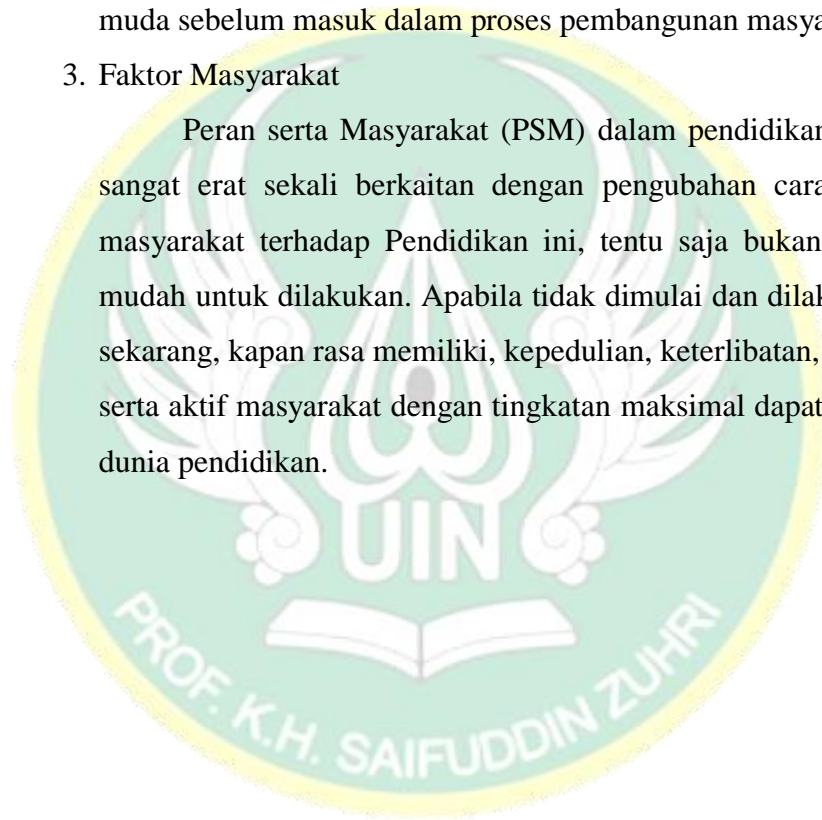 muda sebelum masuk dalam proses pembangunan masya
3. Faktor Masyarakat
Peran serta Masyarakat (PSM) dalam pendidikan
sangat erat sekali berkaitan dengan pengubahan cara
masyarakat terhadap Pendidikan ini, tentu saja bukan
mudah untuk dilakukan. Apabila tidak dimulai dan dilak
sekarang, kapan rasa memiliki, kepedulian, keterlibatan,
serta aktif masyarakat dengan tingkatan maksimal dapat
dunia pendidikan.
UIN
PROF. K.H. SAIFUDDIN ZUHRI